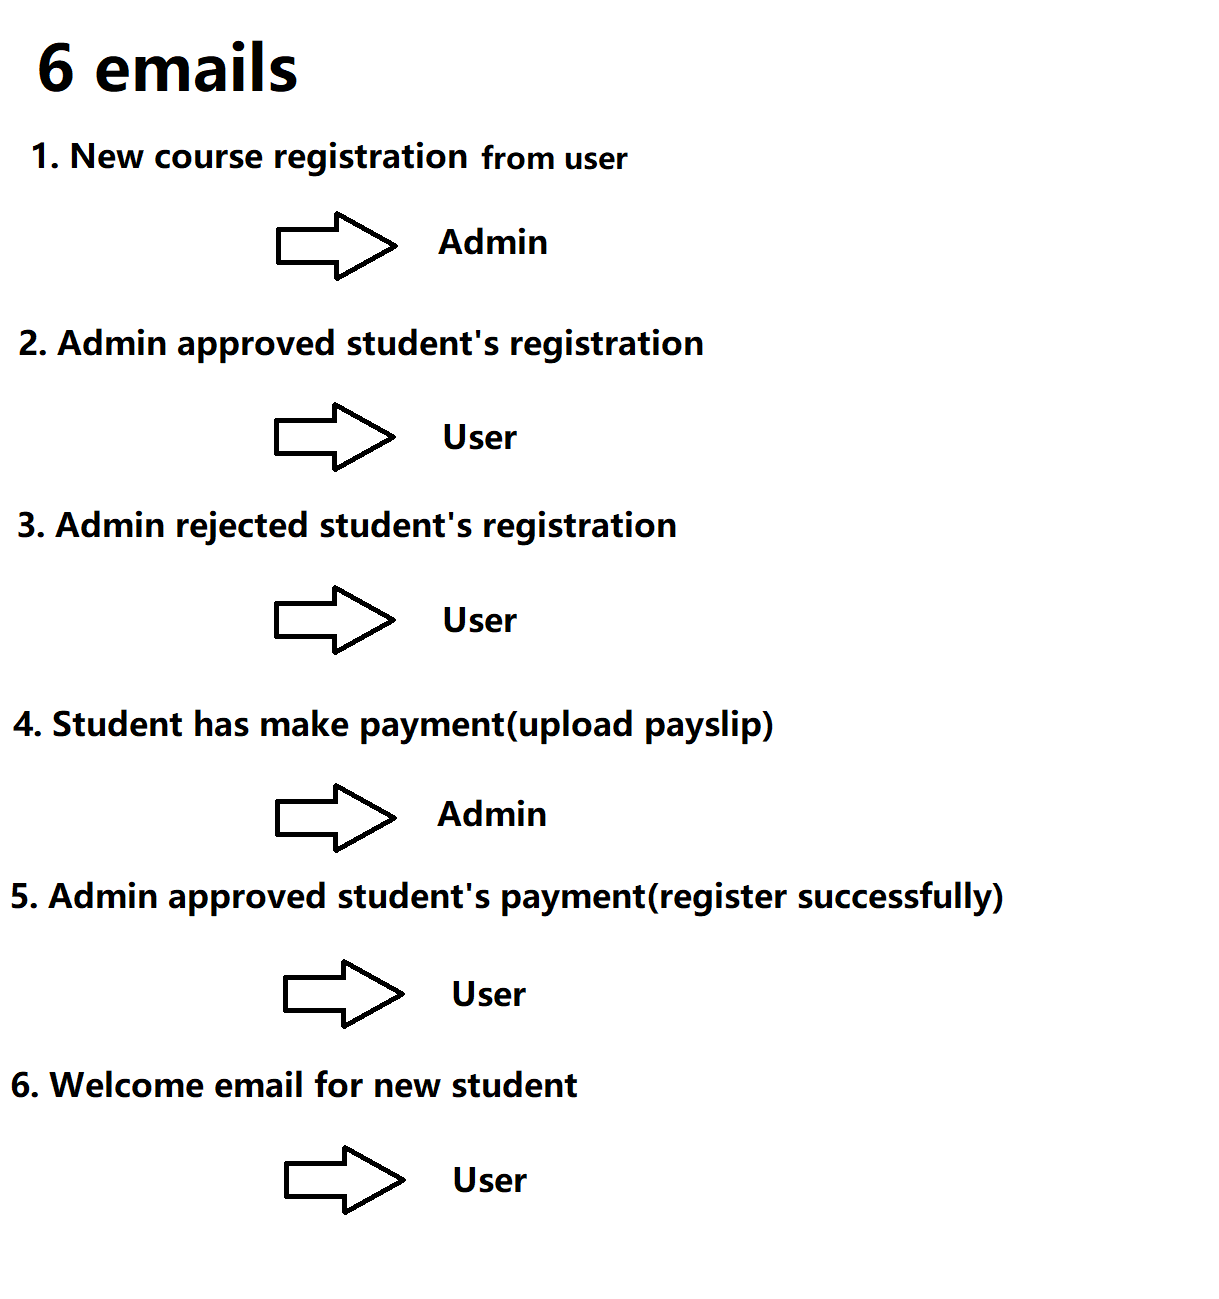 6 emails
1. New course registration from user
Admin
2. Admin approved student's registration
User
3. Admin rejected student's registration
User
4. Student has make payment(upload payslip)
Admin
5. Admin approved student's payment(register successfully)
User
6. Welcome email for new student
User